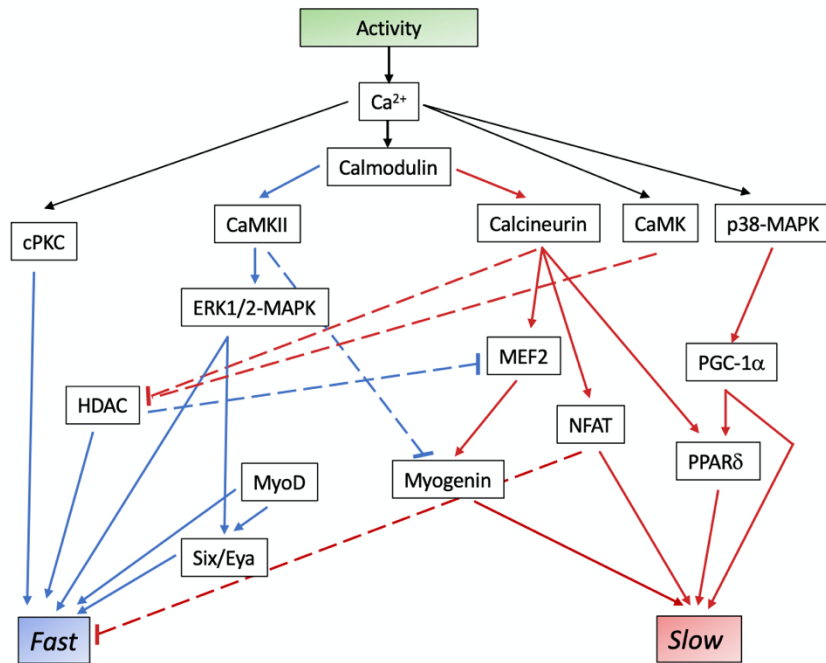 Activity
Ca²⁺
Calmodulin
cPKC
CaMKII
Calcineurin
CaMK
p38-MAPK
ERK1/2-MAPK
MEF2
PGC-1α
HDAC
NFAT
PPARδ
MyoD
Myogenin
Six/Eya
Fast
Slow